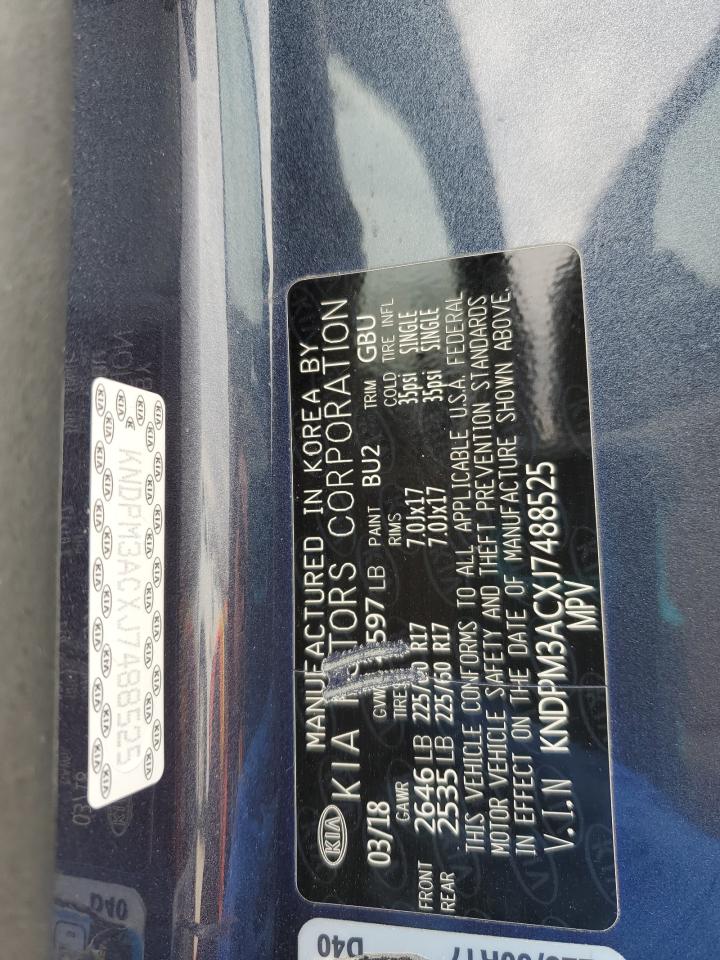 KNDPM3ACXJ7488525
MANUFACTURED IN KOREA BY
KIA CORPORATION
03/18 597 LB PAINT BU2 TRIM GBU
GAWR TIRES RIMS COLD TIRE INFL
FRONT 2646 LB R17 7.0Jx17 35psi SINGLE
REAR 2535 LB 225/60 R17 7.0Jx17 35psi SINGLE
THIS VEHICLE CONFORMS TO ALL APPLICABLE U.S.A. FEDERAL
MOTOR VEHICLE SAFETY AND THEFT PREVENTION STANDARDS
IN EFFECT ON THE DATE OF MANUFACTURE SHOWN ABOVE.
V.I.N KNDPM3ACXJ7488525
MPV
D40